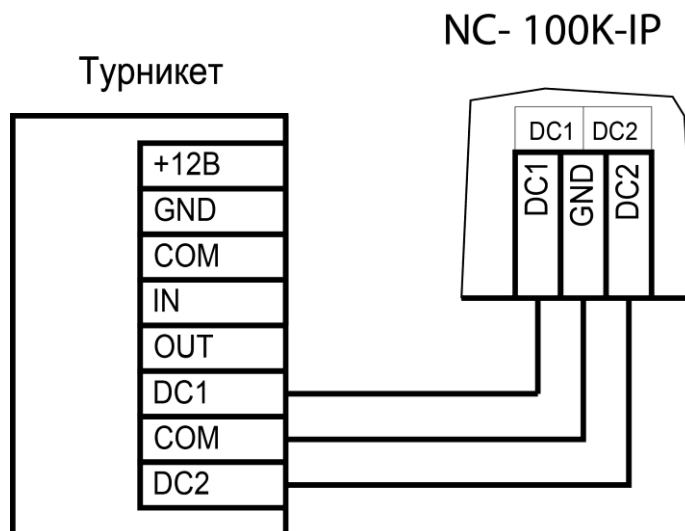 NC- 100K-IP
Турникет
DC1 DC2
DC1 GND DC2
+12В
GND
COM
IN
OUT
DC1
COM
DC2